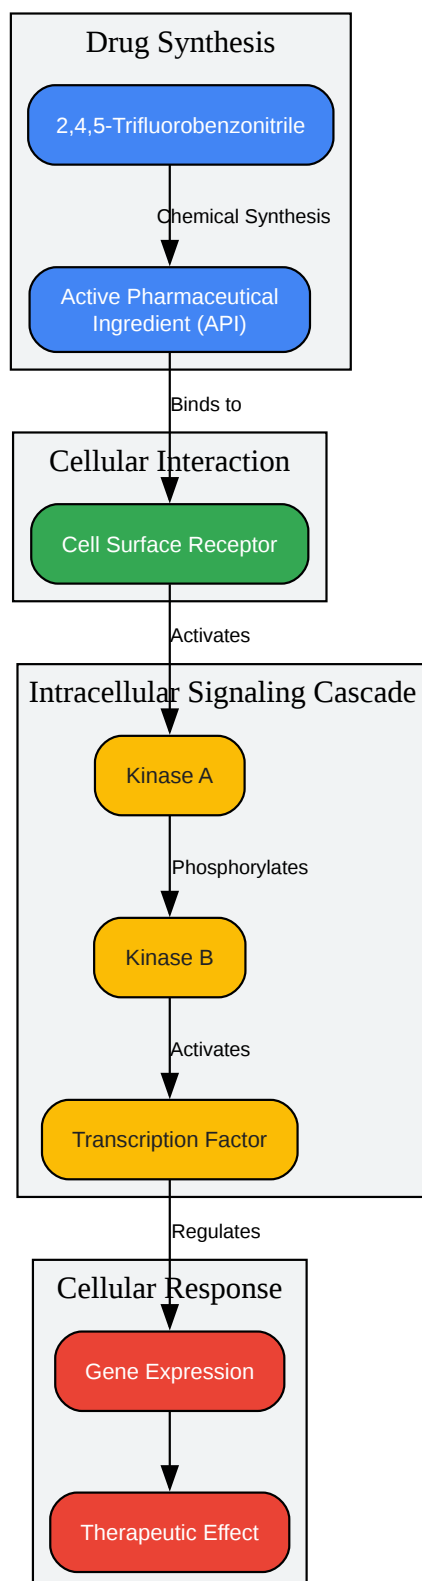 Drug Synthesis
2,4,5-Trifluorobenzonitrile
Chemical Synthesis
Active Pharmaceutical
Ingredient (API)
Binds to
Cellular Interaction
Cell Surface Receptor
Activates
Intracellular Signaling Cascade
Kinase A
Phosphorylates
Kinase B
Activates
Transcription Factor
Regulates
Cellular Response
Gene Expression
Therapeutic Effect